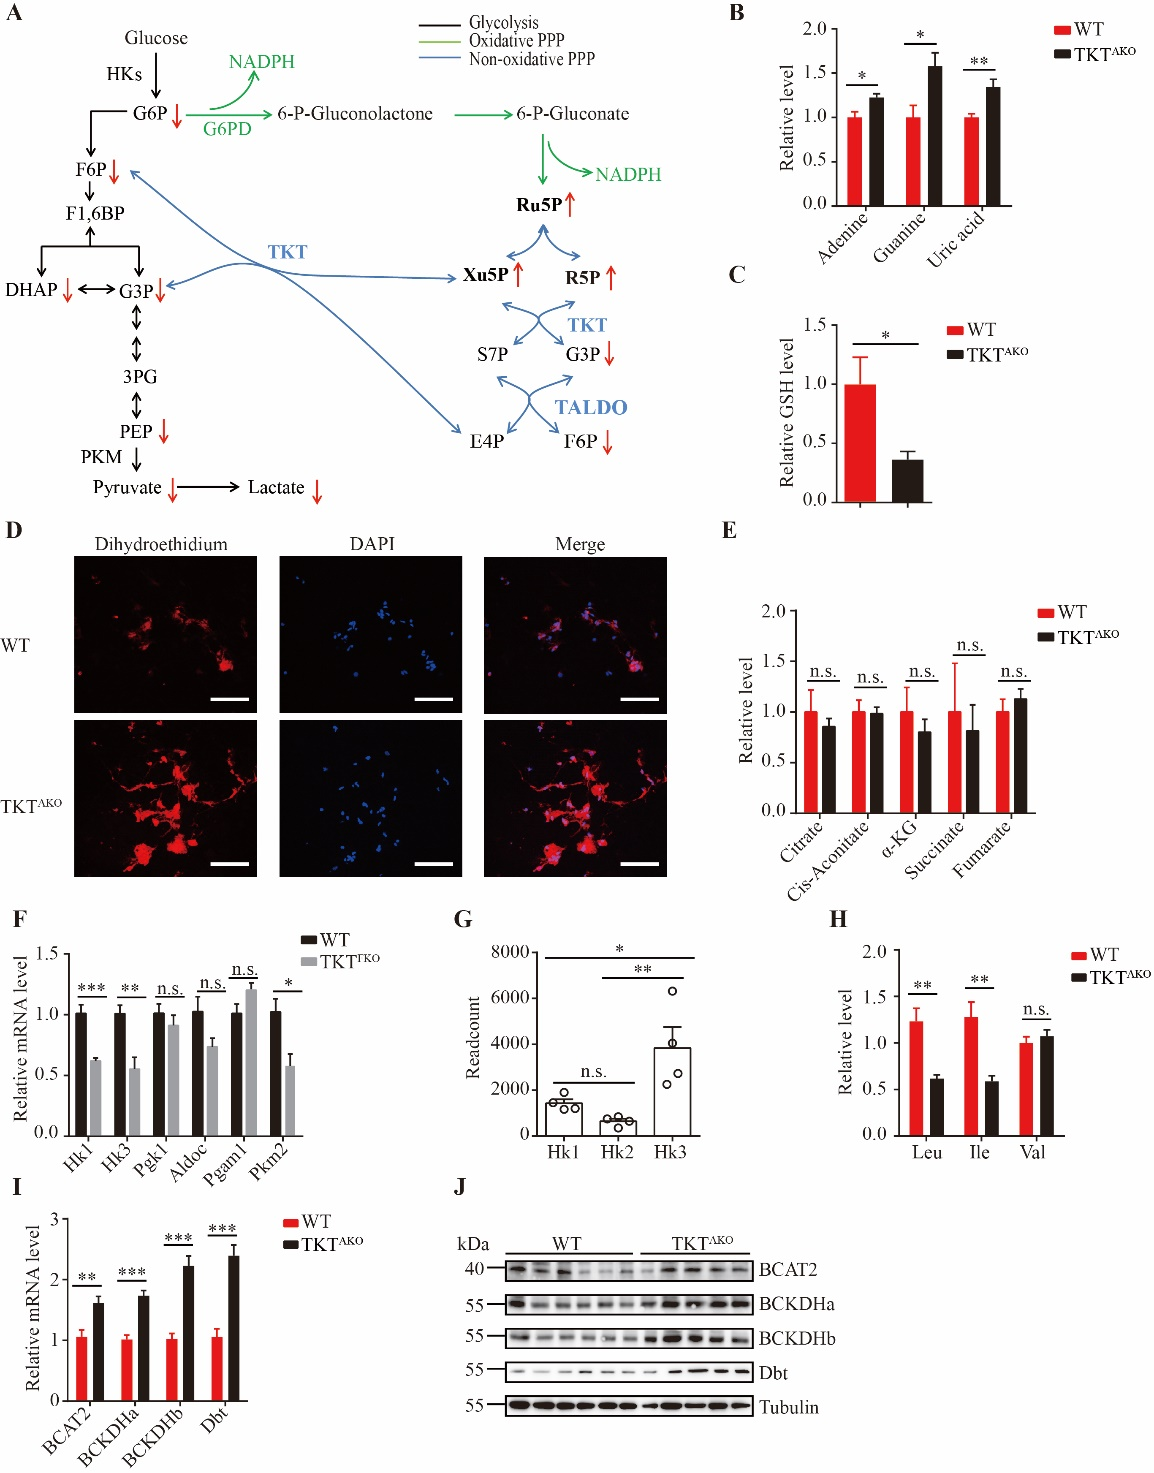 A
Glycolysis
Oxidative PPP
Non-oxidative PPP
Glucose
HKs
NADPH
G6P
G6PD
6-P-Gluconolactone
6-P-Gluconate
NADPH
F6P
F1,6BP
Ru5P
TKT
DHAP
G3P
Xu5P
R5P
TKT
S7P
G3P
3PG
TALDO
PEP
E4P
F6P
PKM
Pyruvate
Lactate
B
WT
TKTAKO
Relative level
2.0
1.5
1.0
0.5
0.0
*
*
**
Adenine
Guanine
Uric acid
C
WT
TKTAKO
Relative GSH level
1.5
1.0
0.5
0.0
*
D
Dihydroethidium
DAPI
Merge
WT
TKTAKO
E
WT
TKTAKO
Relative level
2.0
1.5
1.0
0.5
0.0
n.s.
n.s.
n.s.
n.s.
n.s.
Citrate
Cis-Aconitate
α-KG
Succinate
Fumarate
F
WT
TKTFKO
Relative mRNA level
1.5
1.0
0.5
0.0
***
**
n.s.
n.s.
n.s.
*
Hk1
Hk3
Pgk1
Aldoc
Pgam1
Pkm2
G
Readcount
8000
6000
4000
2000
0
*
**
n.s.
Hk1
Hk2
Hk3
H
WT
TKTAKO
Relative level
2.0
1.5
1.0
0.5
0.0
**
**
n.s.
Leu
Ile
Val
I
WT
TKTAKO
Relative mRNA level
3
2
1
0
**
***
***
***
BCAT2
BCKDHa
BCKDHb
Dbt
J
kDa
WT
TKTAKO
40
BCAT2
55
BCKDHa
55
BCKDHb
55
Dbt
55
Tubulin